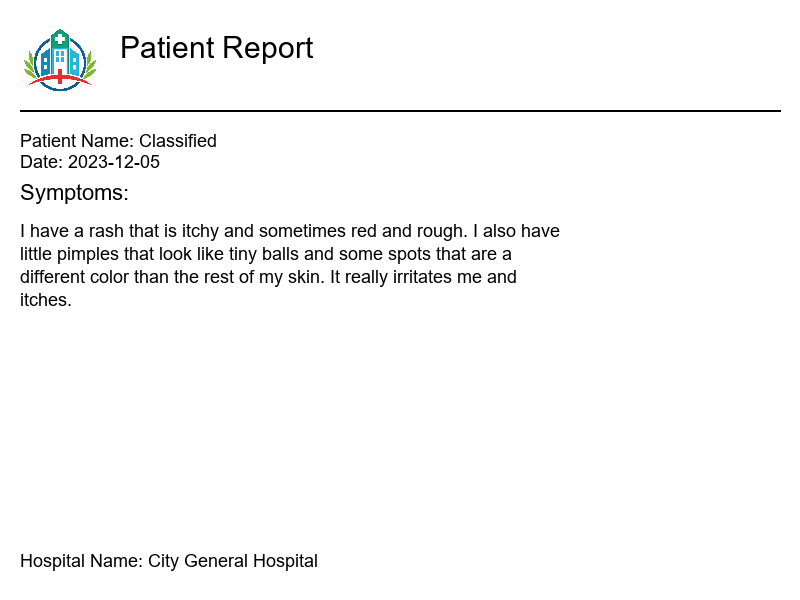 Patient Report
Patient Name: Classified
Date: 2023-12-05
Symptoms:
I have a rash that is itchy and sometimes red and rough. I also have
little pimples that look like tiny balls and some spots that are a
different color than the rest of my skin. It really irritates me and
itches.
Hospital Name: City General Hospital